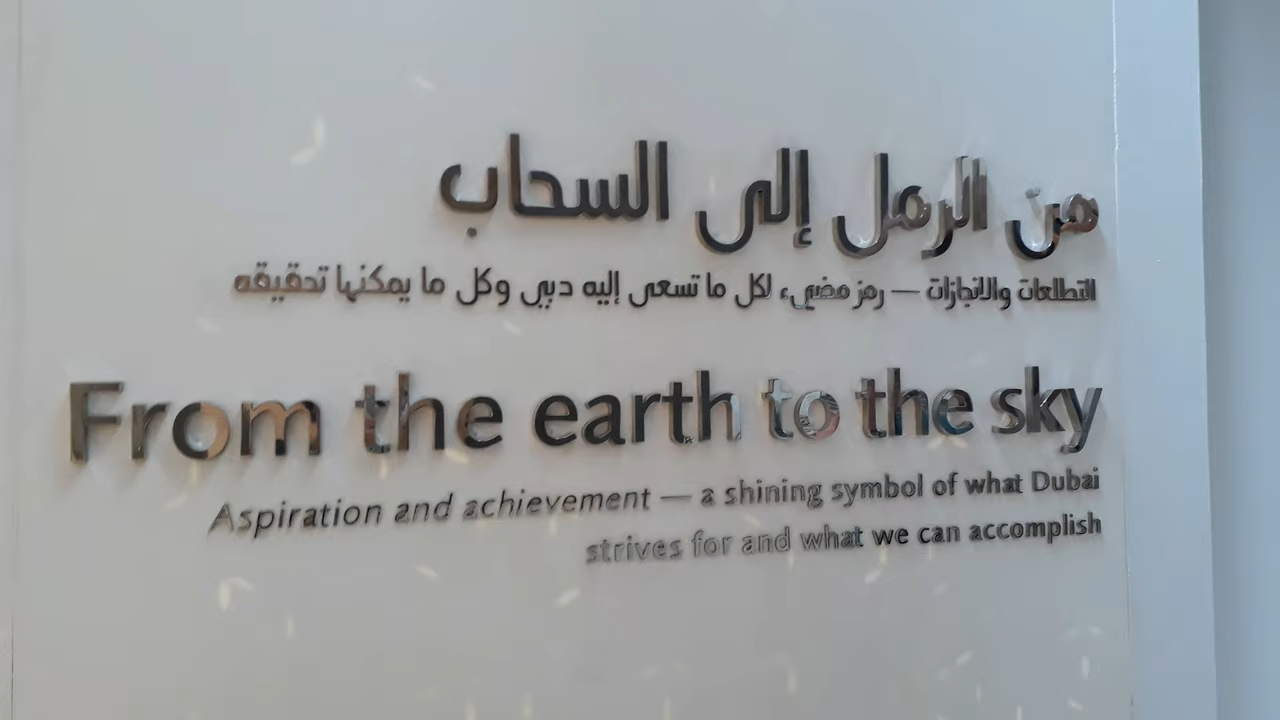 من الرمل إلى السحاب
التطلعات والانجازات — رمز مضيء لكل ما تسعى إليه دبي وكل ما يمكنها تحقيقه
From the earth to the sky
Aspiration and achievement — a shining symbol of what Dubai
strives for and what we can accomplish